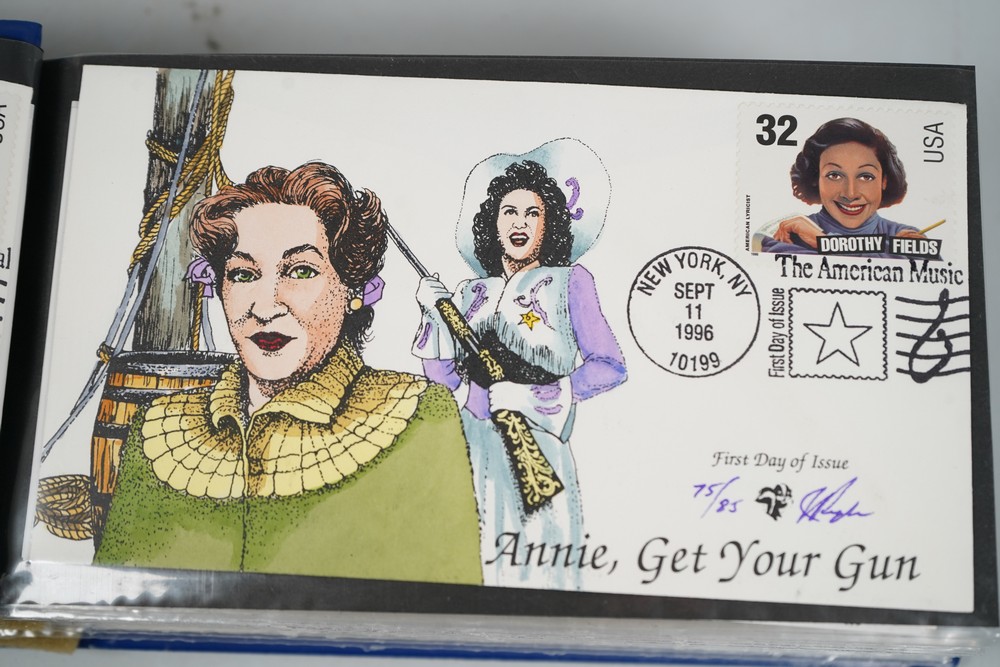 32
USA
AMERICAN LYRICIST
DOROTHY FIELDS
The American Music
NEW YORK, NY
SEPT
11
1996
10199
First Day of Issue
First Day of Issue
75/85
Annie, Get Your Gun